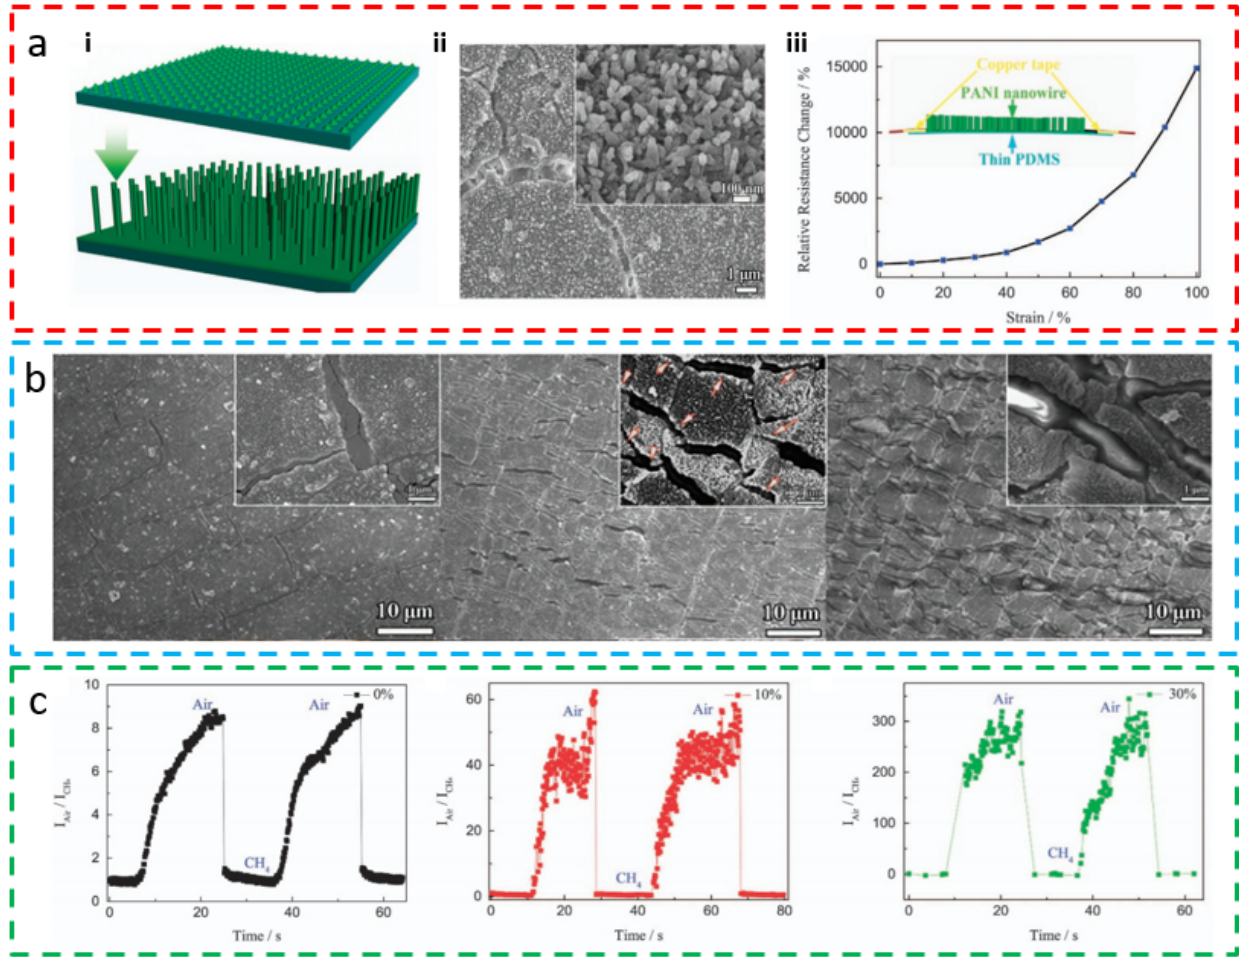 a
i
ii
iii
100 nm
1 µm
Relative Resistance Change / %
15000
10000
5000
0
Copper tape
PANI nanowire
Thin PDMS
0 20 40 60 80 100
Strain / %
b
10 µm
10 µm
1 µm
10 µm
c
I_Air / I_CH₄
10
8
6
4
2
0
Air
Air
0%
CH₄
0 20 40 60
Time / s
I_Air / I_CH₄
60
40
20
0
Air
Air
10%
CH₄
0 20 40 60 80
Time / s
I_Air / I_CH₄
300
200
100
0
Air
Air
30%
CH₄
0 20 40 60
Time / s